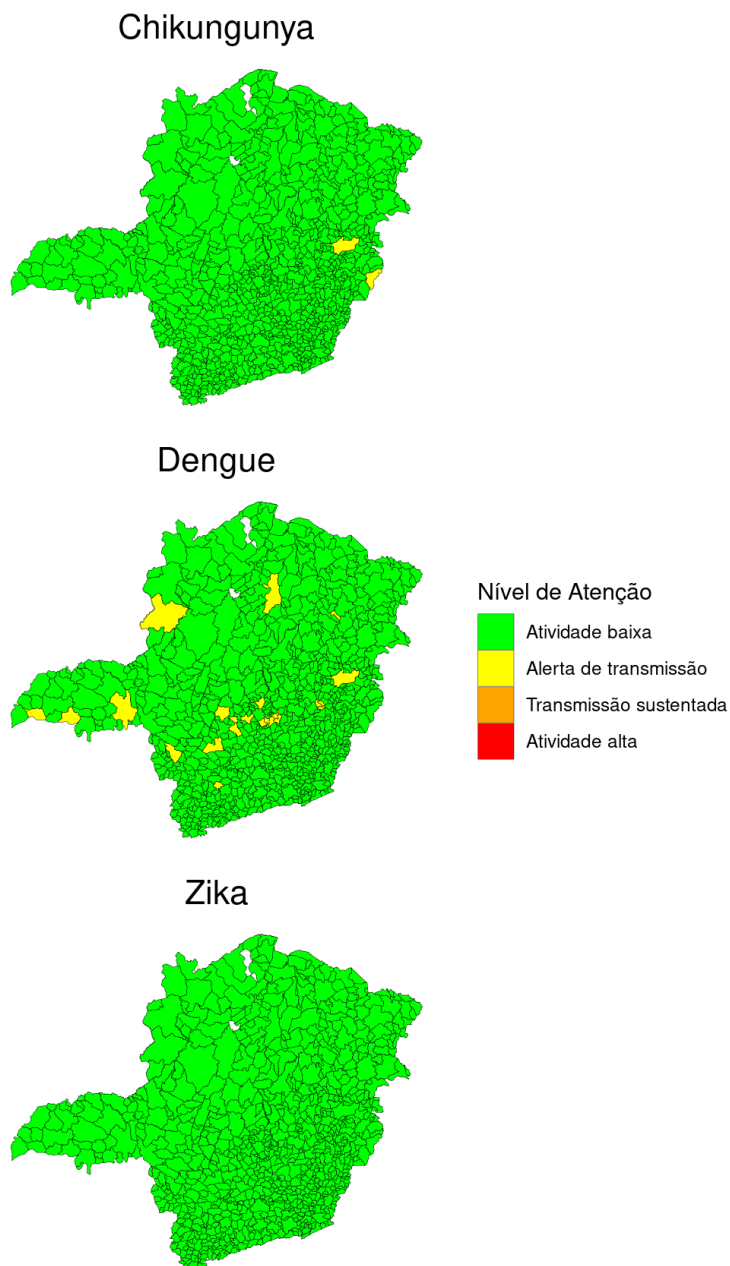 Chikungunya
Dengue
Nível de Atenção
Atividade baixa
Alerta de transmissão
Transmissão sustentada
Atividade alta
Zika